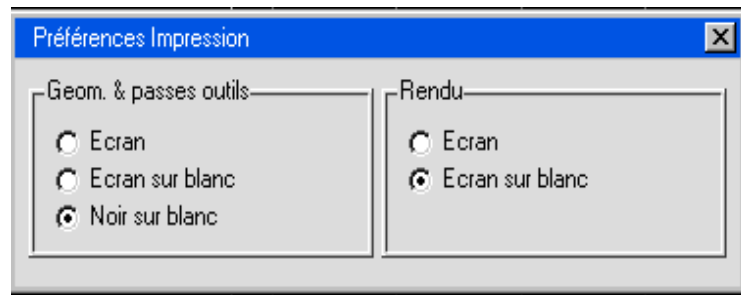 Préférences Impression
Geom. & passes outils
Ecran
Ecran sur blanc
Noir sur blanc
Rendu
Ecran
Ecran sur blanc